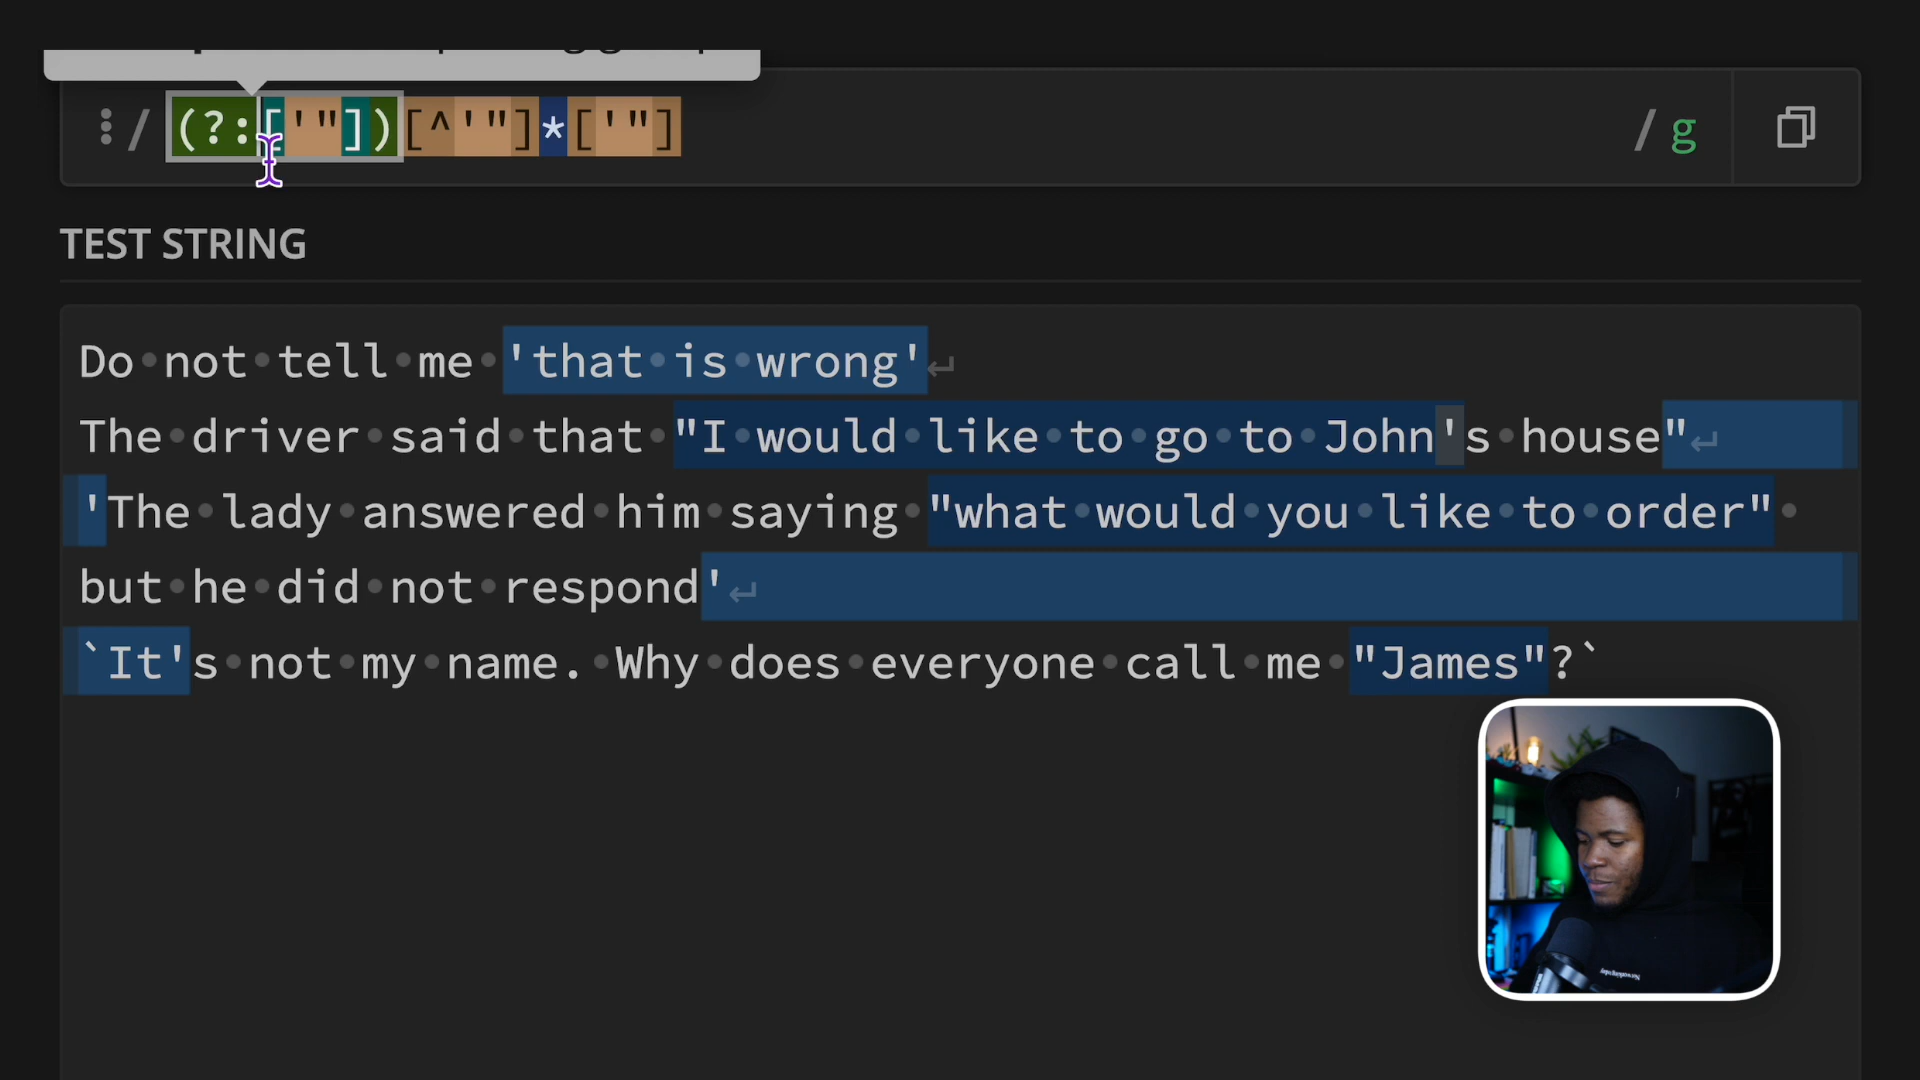 / (?:['"])[^'"]*['"] / g
TEST STRING
Do not tell me 'that is wrong'
The driver said that "I would like to go to John's house"
'The lady answered him saying "what would you like to order"
but he did not respond'
`It's not my name. Why does everyone call me "James"?`